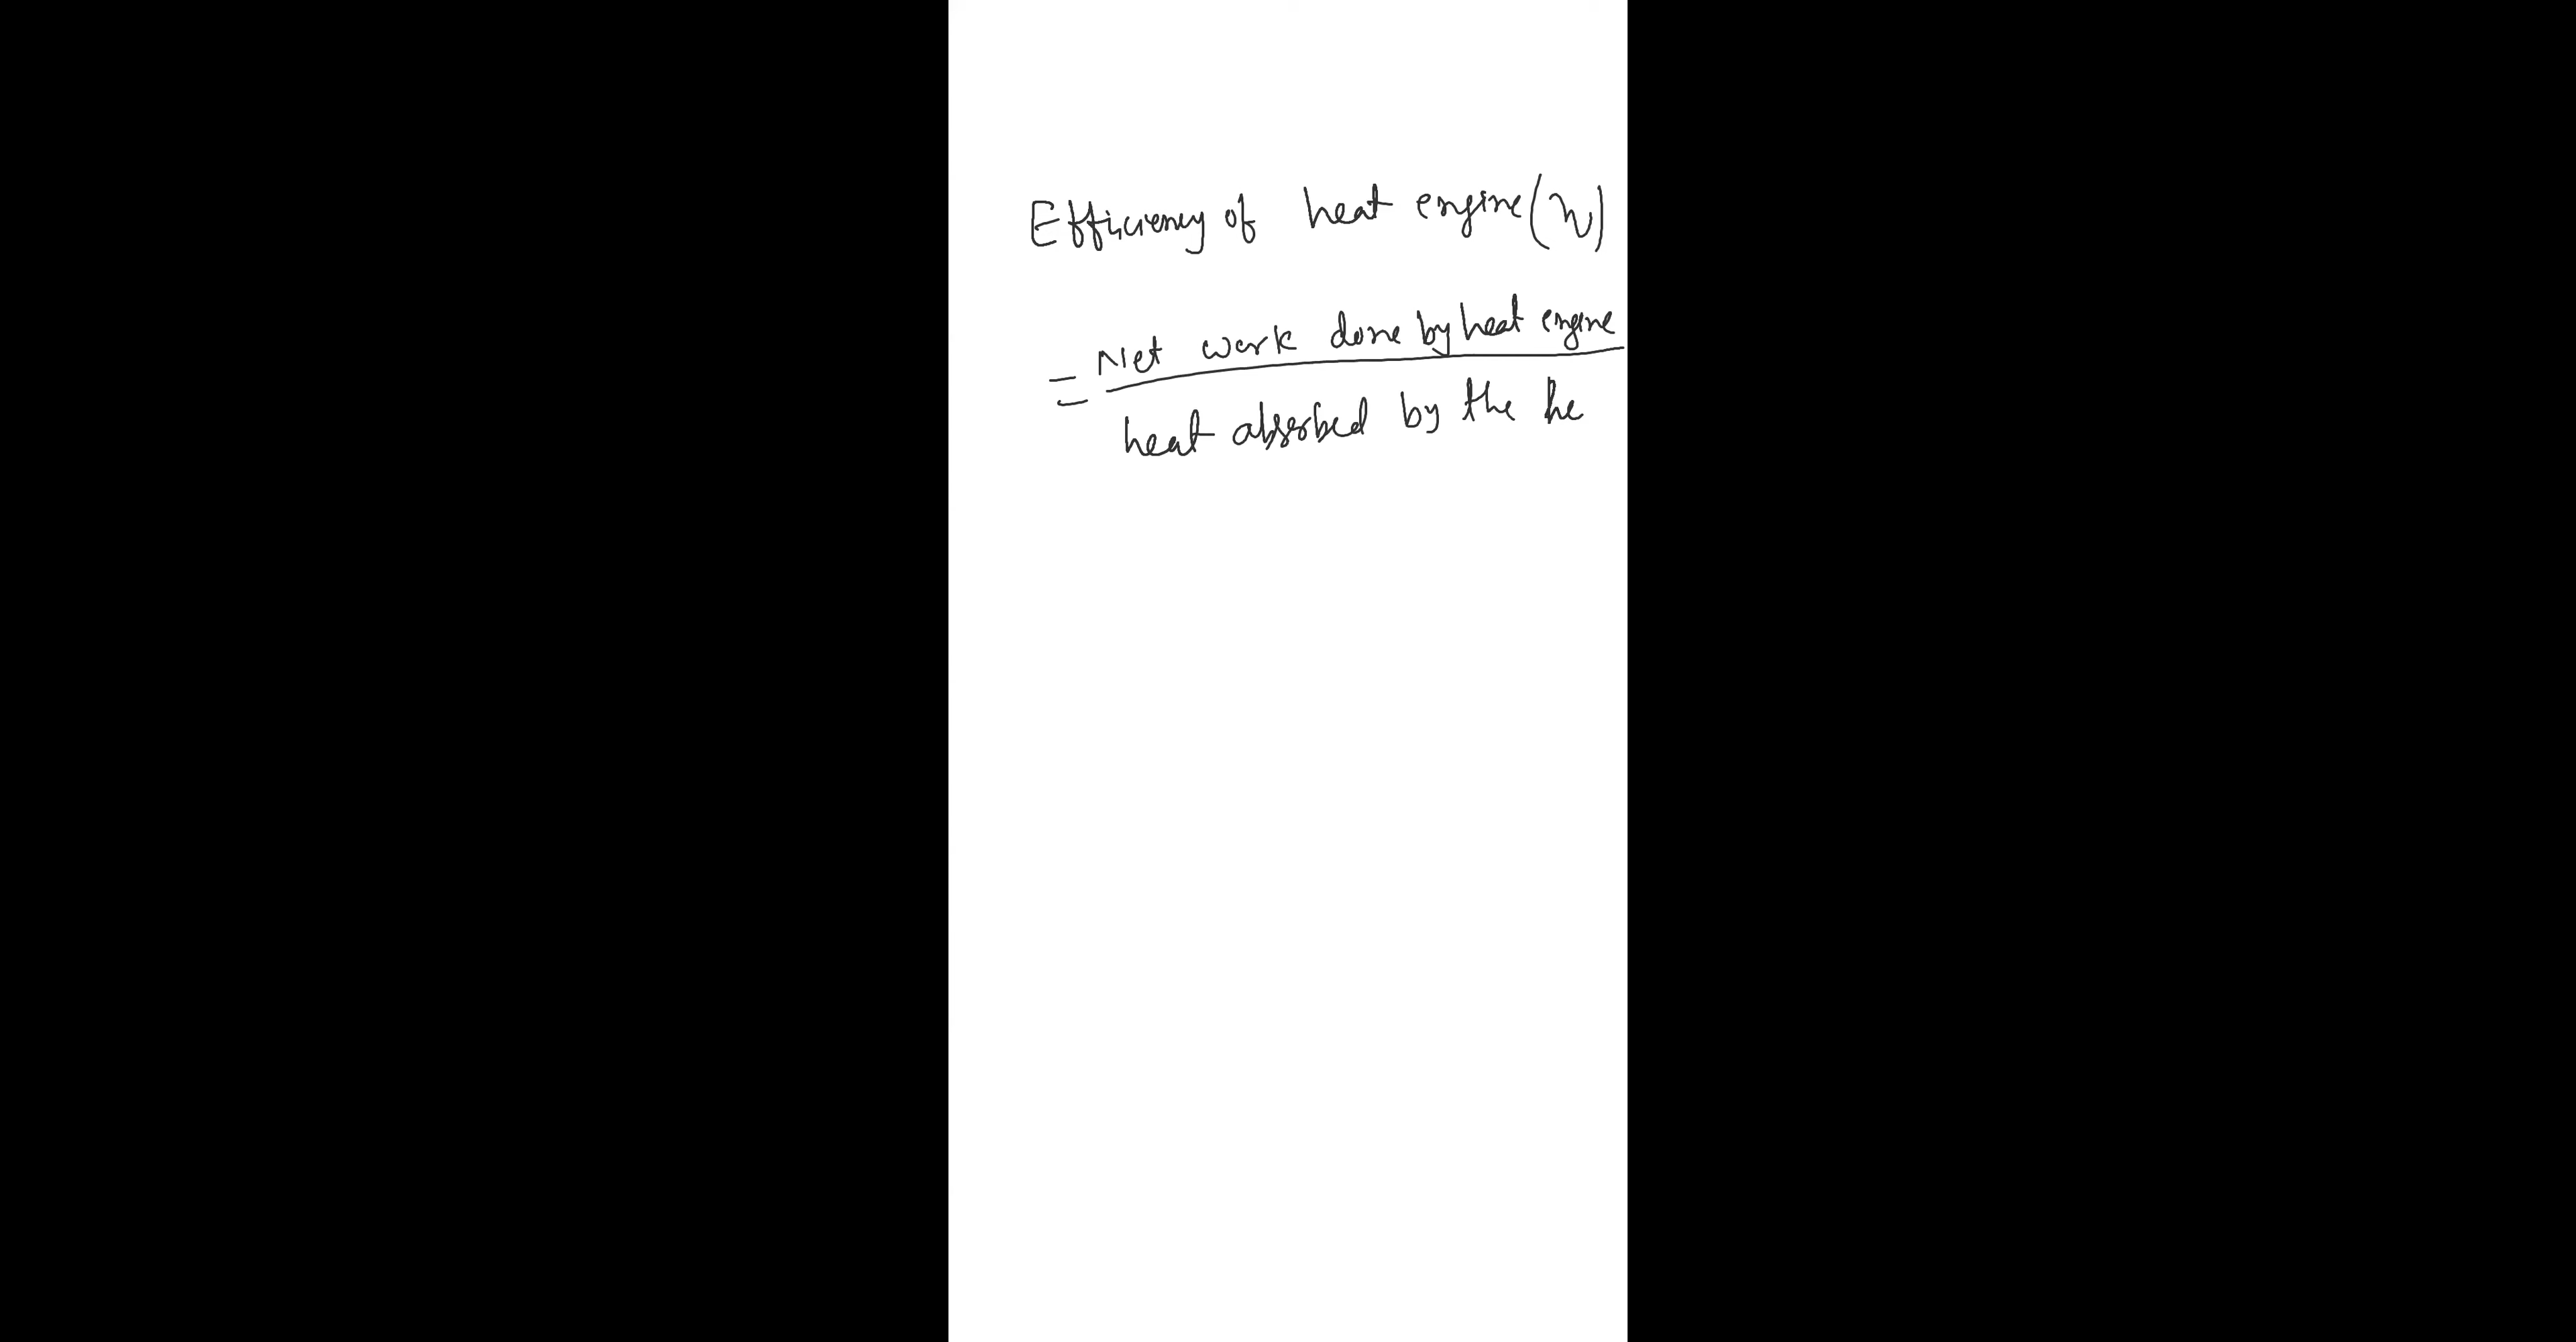 Efficiency of heat engine (η)
= Net work done by heat engine
heat absorbed by the he